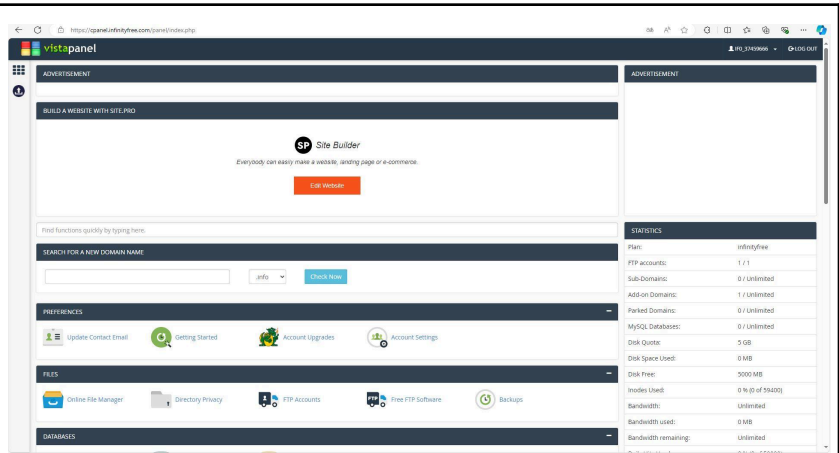 https://cpanel.infinityfree.com/panel/index.php
vistapanel
if0_37459666
LOG OUT
ADVERTISEMENT
BUILD A WEBSITE WITH SITE.PRO
SP Site Builder
Everybody can easily make a website, landing page or e-commerce.
Edit Website
Find functions quickly by typing here.
SEARCH FOR A NEW DOMAIN NAME
.info
Check Now
PREFERENCES
Update Contact Email
Getting Started
Account Upgrades
Account Settings
FILES
Online File Manager
Directory Privacy
FTP Accounts
Free FTP Software
Backups
DATABASES
ADVERTISEMENT
STATISTICS
Plan: Infinityfree
FTP accounts: 1 / 1
Sub-Domains: 0 / Unlimited
Add-on Domains: 1 / Unlimited
Parked Domains: 0 / Unlimited
MySQL Databases: 0 / Unlimited
Disk Quota: 5 GB
Disk Space Used: 0 MB
Disk Free: 5000 MB
Inodes Used: 0 % (0 of 59400)
Bandwidth: Unlimited
Bandwidth used: 0 MB
Bandwidth remaining: Unlimited